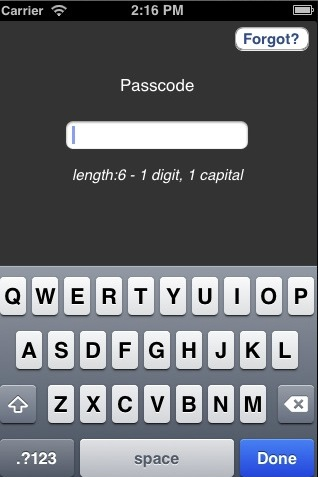 Carrier 2:16 PM
Forgot?
Passcode
length:6 - 1 digit, 1 capital
Q W E R T Y U I O P
A S D F G H J K L
Z X C V B N M
.?123 space Done